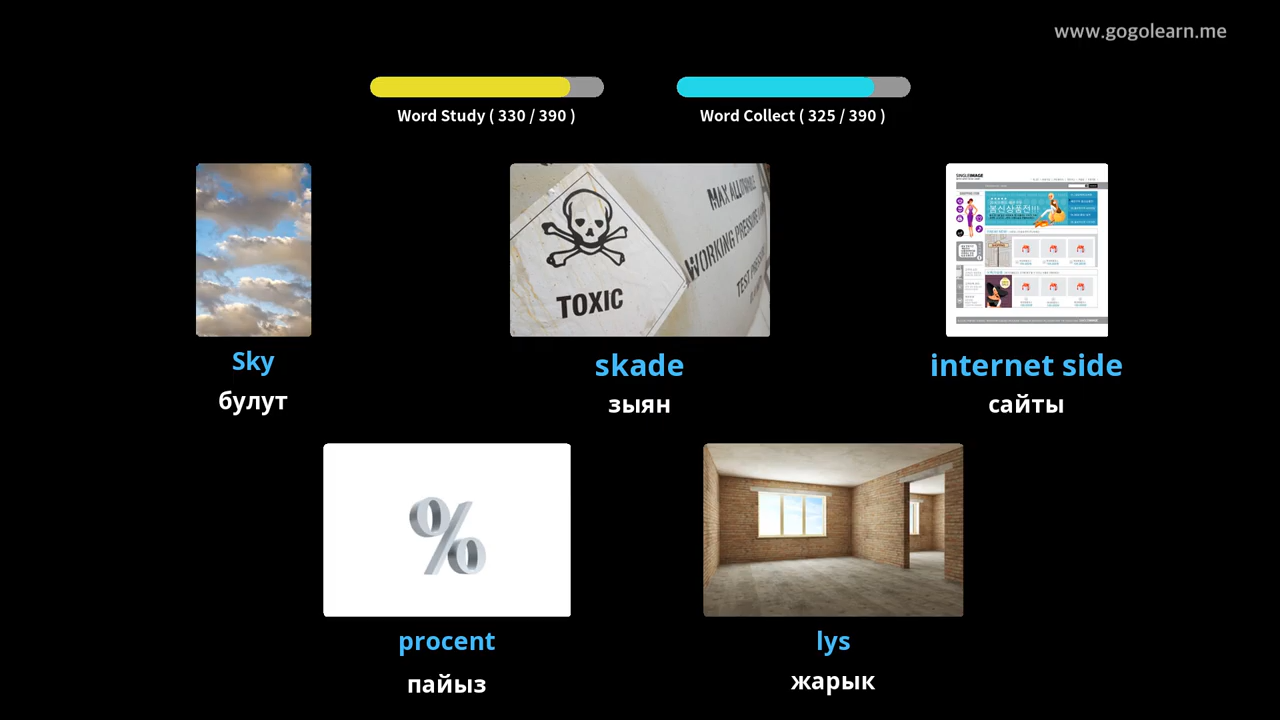 www.gogolearn.me
Word Study ( 330 / 390 )
Word Collect ( 325 / 390 )
TOXIC
MAX ALLOWABLE
WORKING PRESSURE
TEST
SINGLEIMAGE
Sky
булут
skade
зыян
internet side
сайты
%
procent
пайыз
lys
жарык